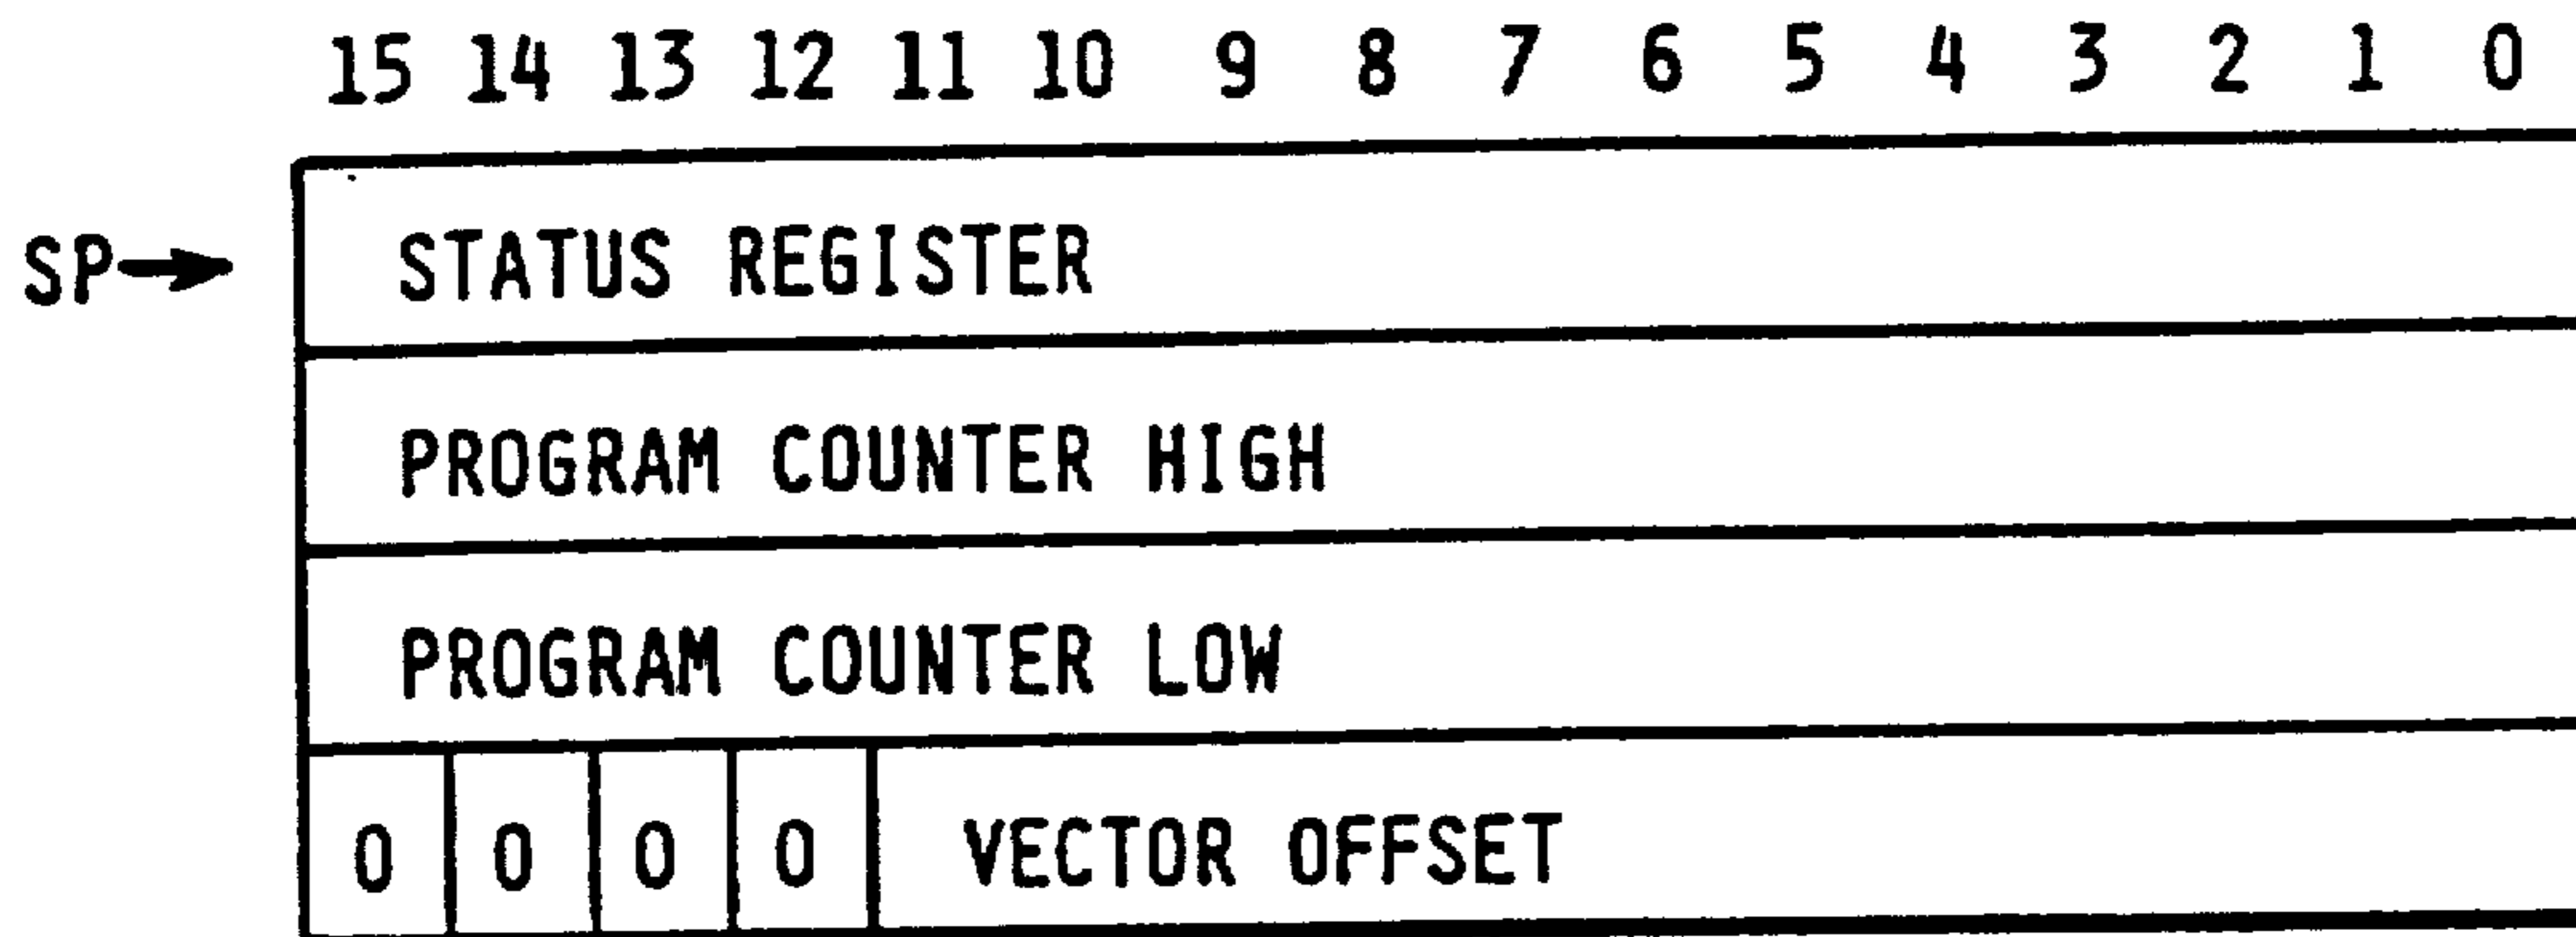 15 14 13 12 11 10 9 8 7 6 5 4 3 2 1 0
SP→ STATUS REGISTER
PROGRAM COUNTER HIGH
PROGRAM COUNTER LOW
0 0 0 0 VECTOR OFFSET